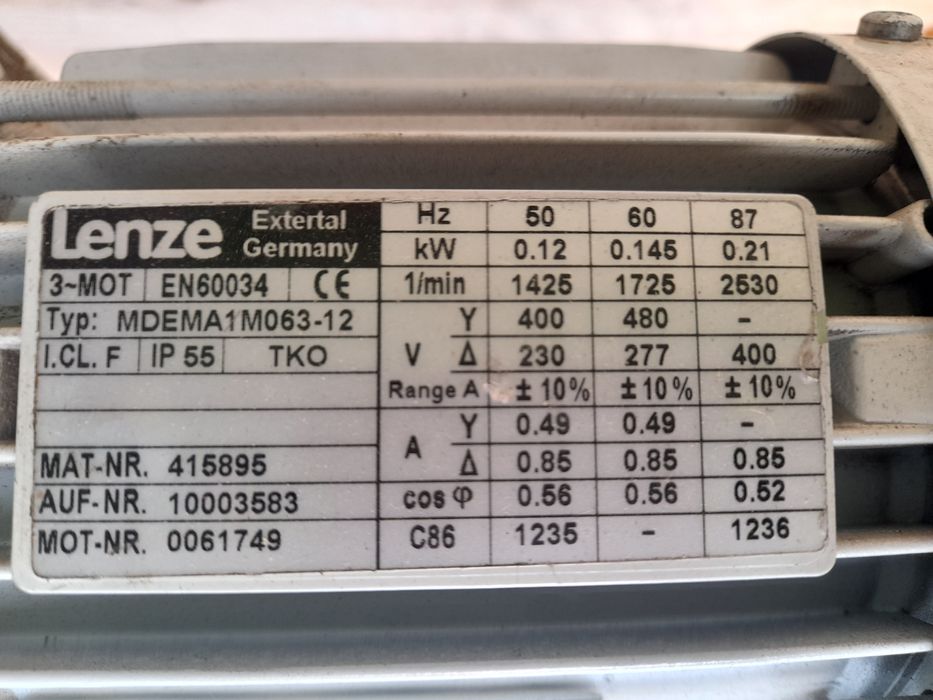 Lenze Extertal Germany
3~MOT EN60034 CE
Typ: MDEMA1M063-12
I.CL. F IP 55 TKO
MAT-NR. 415895
AUF-NR. 10003583
MOT-NR. 0061749
Hz 50 60 87
kW 0.12 0.145 0.21
1/min 1425 1725 2530
V Y 400 480 -
Δ 230 277 400
Range A ± 10% ± 10% ± 10%
A Y 0.49 0.49 -
Δ 0.85 0.85 0.85
cos φ 0.56 0.56 0.52
C86 1235 - 1236